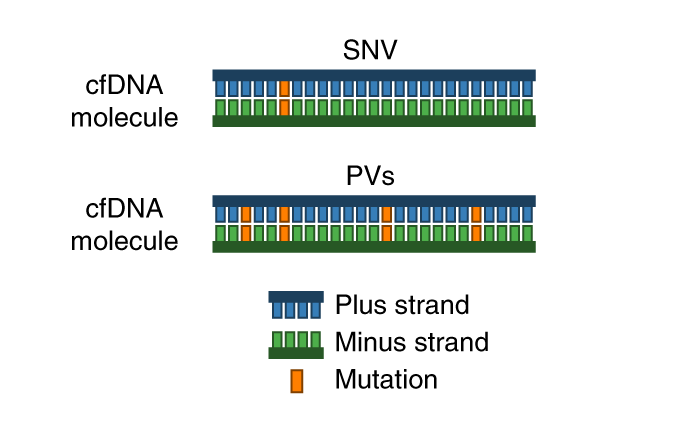 SNV
cfDNA
molecule
PVs
cfDNA
molecule
Plus strand
Minus strand
Mutation